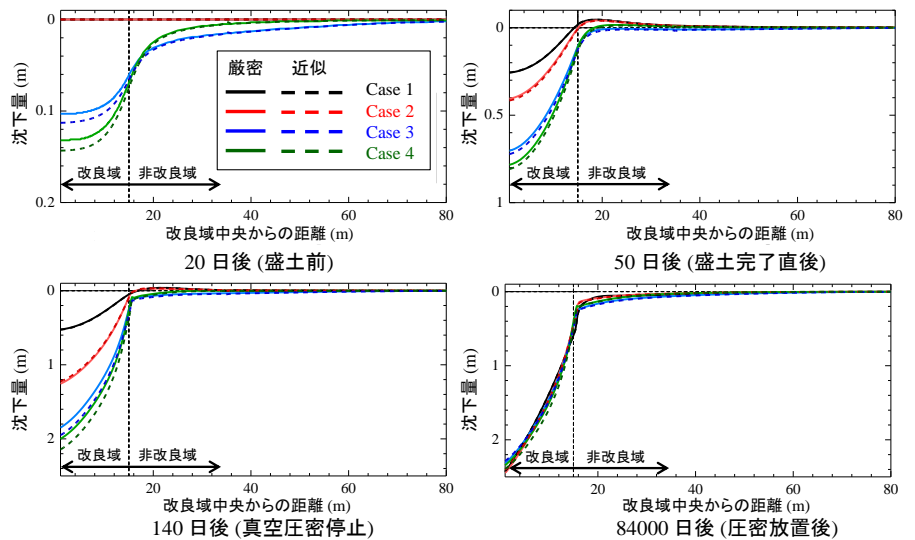 0
0.1
0.2
沈下量 (m)
厳密 近似
Case 1
Case 2
Case 3
Case 4
改良域 非改良域
20 40 60 80
改良域中央からの距離 (m)
20 日後 (盛土前)
0
0.5
1
沈下量 (m)
改良域 非改良域
20 40 60 80
改良域中央からの距離 (m)
50 日後 (盛土完了直後)
0
1
2
沈下量 (m)
改良域 非改良域
20 40 60 80
改良域中央からの距離 (m)
140 日後 (真空圧密停止)
0
1
2
沈下量 (m)
改良域 非改良域
20 40 60 80
改良域中央からの距離 (m)
84000 日後 (圧密放置後)